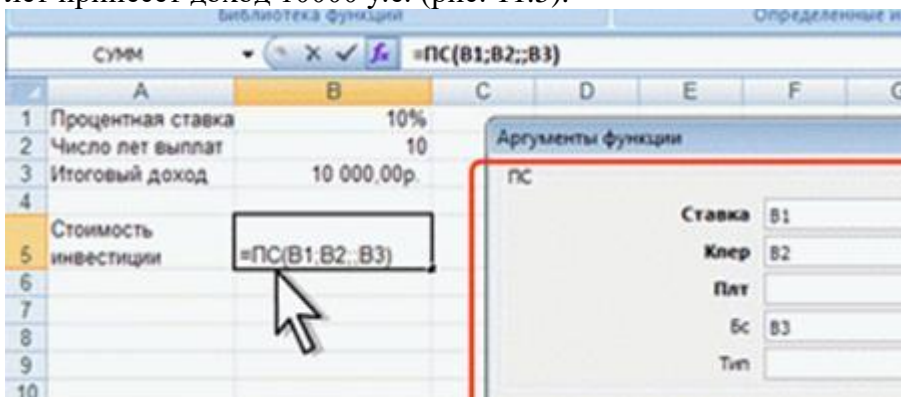 лет принесет доход 10000 у.е. (рис. 11.5).
Библиотека функций Определенные и
СУММ fx =ПС(B1;B2;;B3)
A B C D E F
1 Процентная ставка 10%
2 Число лет выплат 10
3 Итоговый доход 10 000,00р.
4
Стоимость
5 инвестиции =ПС(B1;B2;;B3)
6
7
8
9
10
Аргументы функции
ПС
Ставка B1
Кпер B2
Плт
Бс B3
Тип